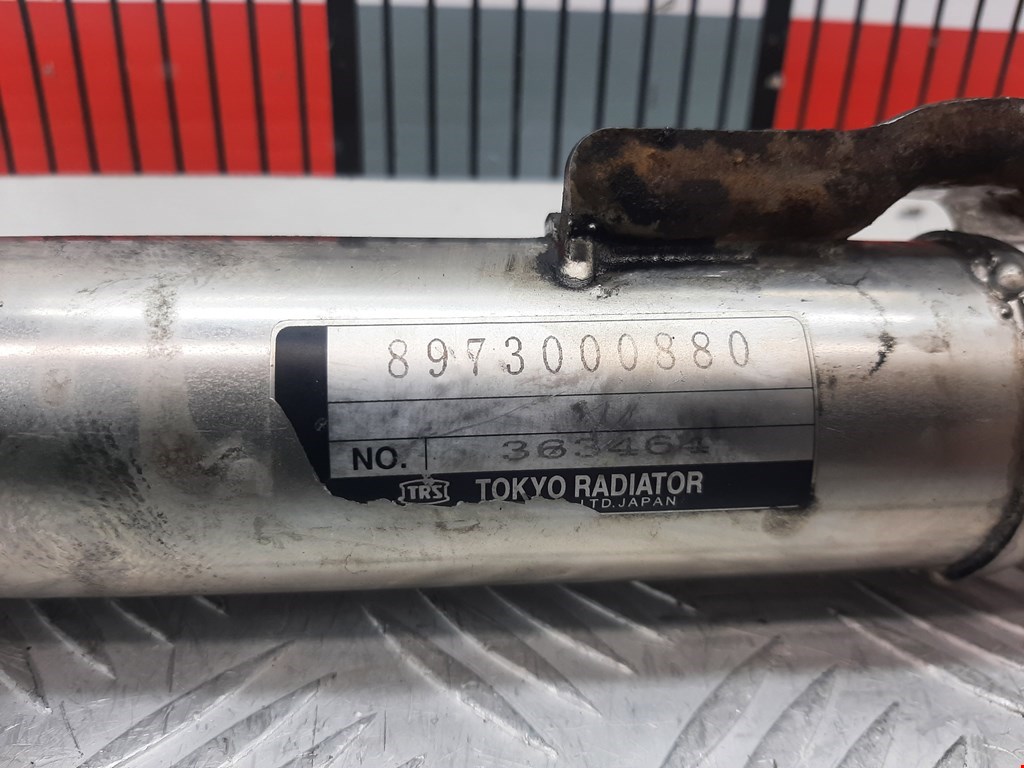 8973000880
NO. 363464
TRS TOKYO RADIATOR
LTD. JAPAN